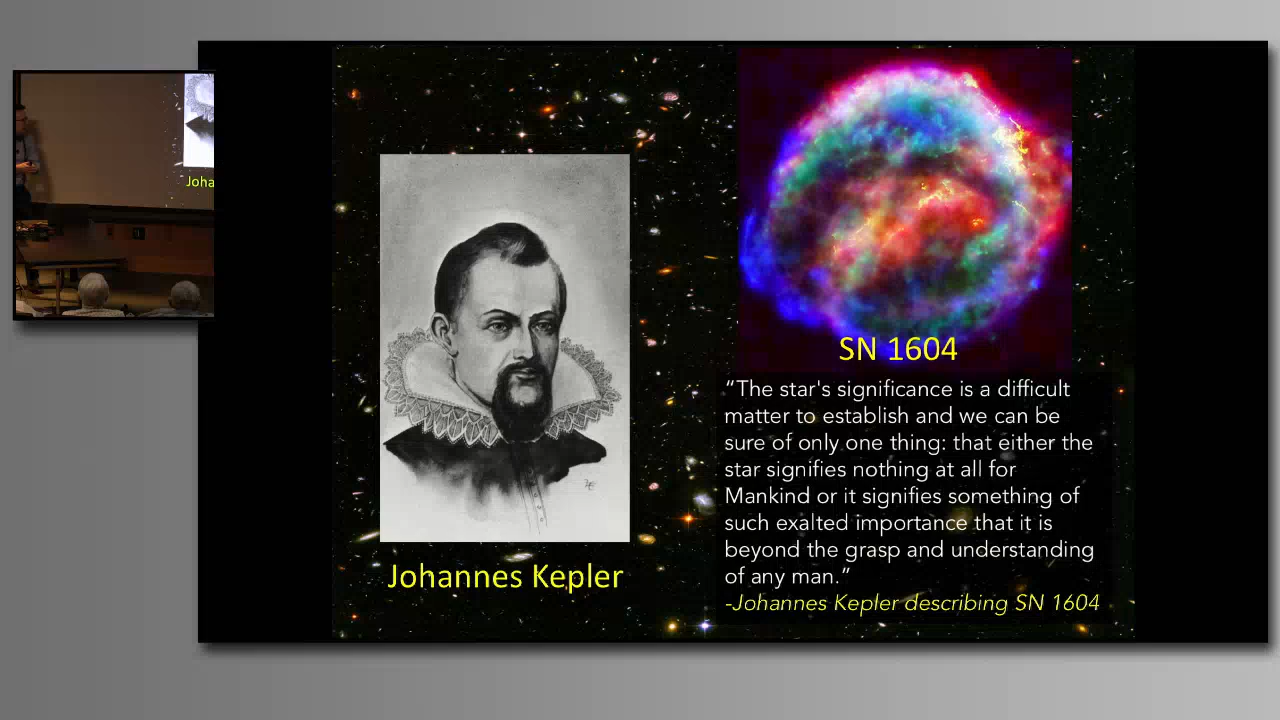 Joha
SN 1604
“The star's significance is a difficult
matter to establish and we can be
sure of only one thing: that either the
star signifies nothing at all for
Mankind or it signifies something of
such exalted importance that it is
beyond the grasp and understanding
of any man.”
-Johannes Kepler describing SN 1604
Johannes Kepler